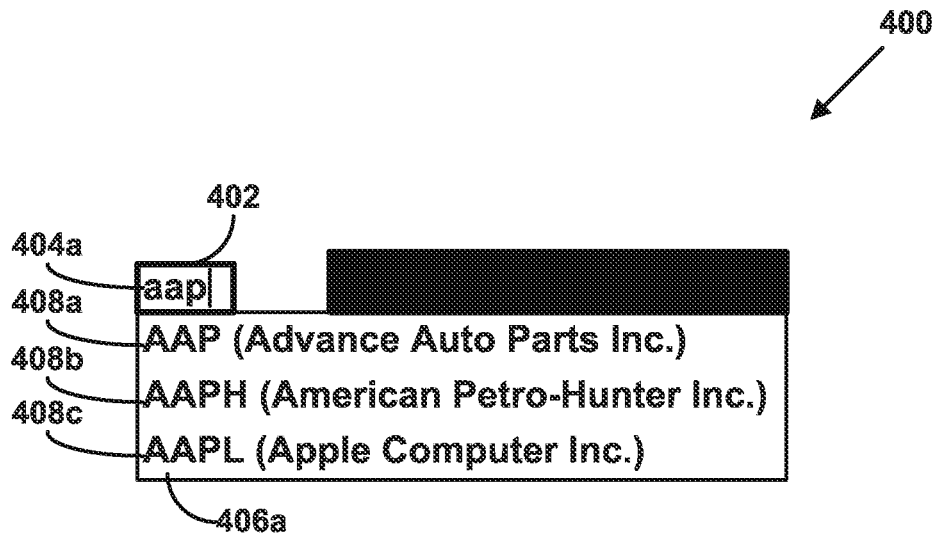 400
402
404a
aap
408a
AAP (Advance Auto Parts Inc.)
408b
AAPH (American Petro-Hunter Inc.)
408c
AAPL (Apple Computer Inc.)
406a